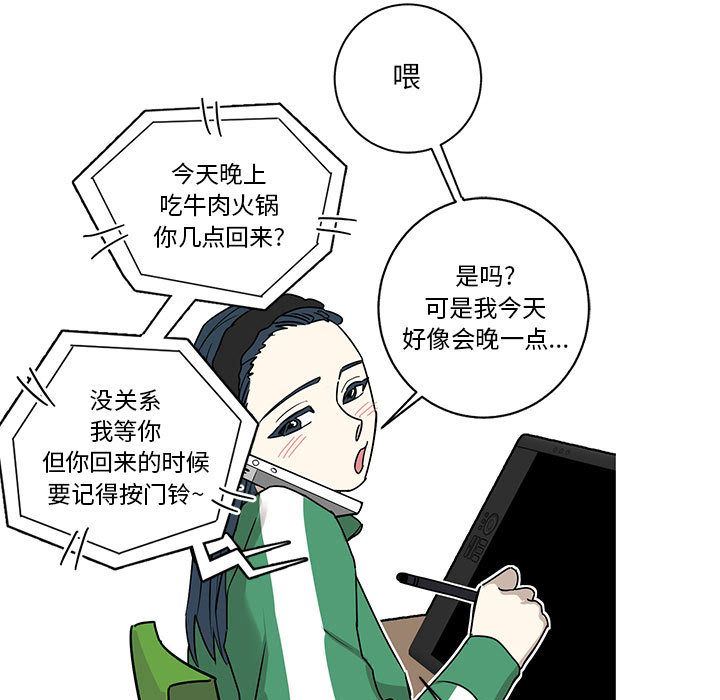 喂
今天晚上
吃牛肉火锅
你几点回来?
是吗?
可是我今天
好像会晚一点...
没关系
我等你
但你回来的时候
要记得按门铃~